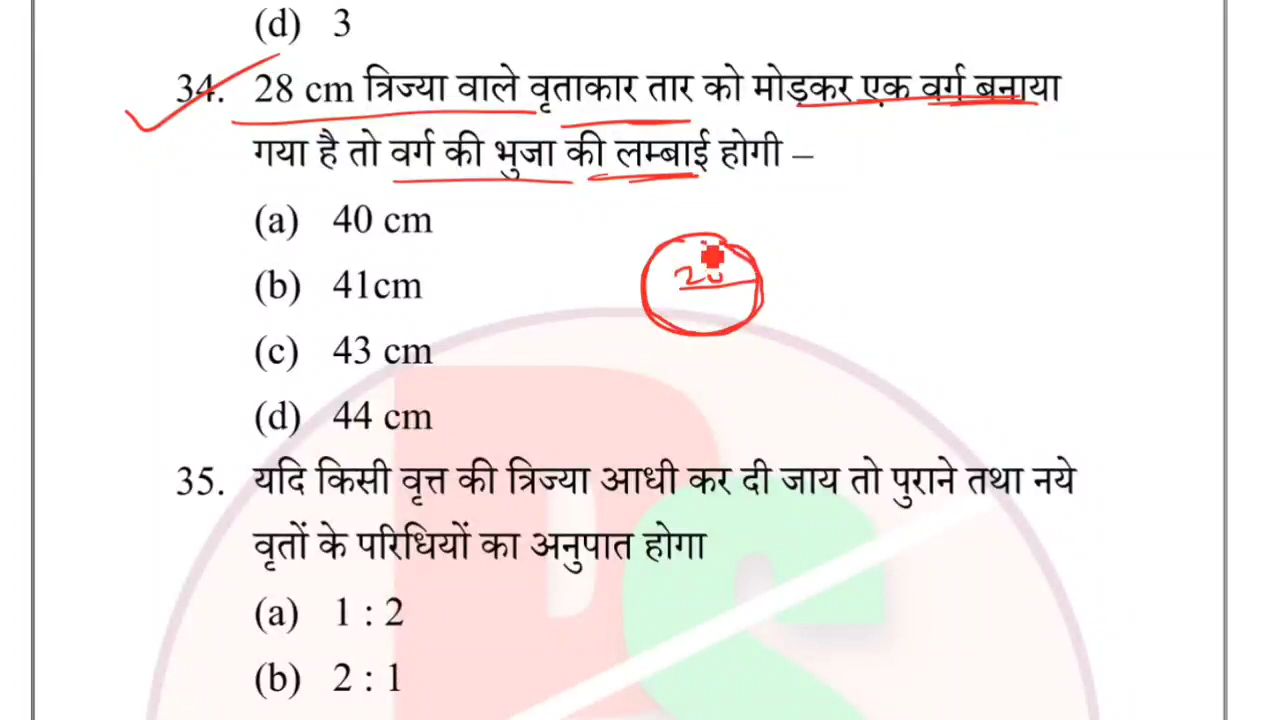 (d) 3
34. 28 cm त्रिज्या वाले वृताकार तार को मोड़कर एक वर्ग बनाया
गया है तो वर्ग की भुजा की लम्बाई होगी –
(a) 40 cm
(b) 41cm
(c) 43 cm
(d) 44 cm
35. यदि किसी वृत्त की त्रिज्या आधी कर दी जाय तो पुराने तथा नये
वृतों के परिधियों का अनुपात होगा
(a) 1 : 2
(b) 2 : 1